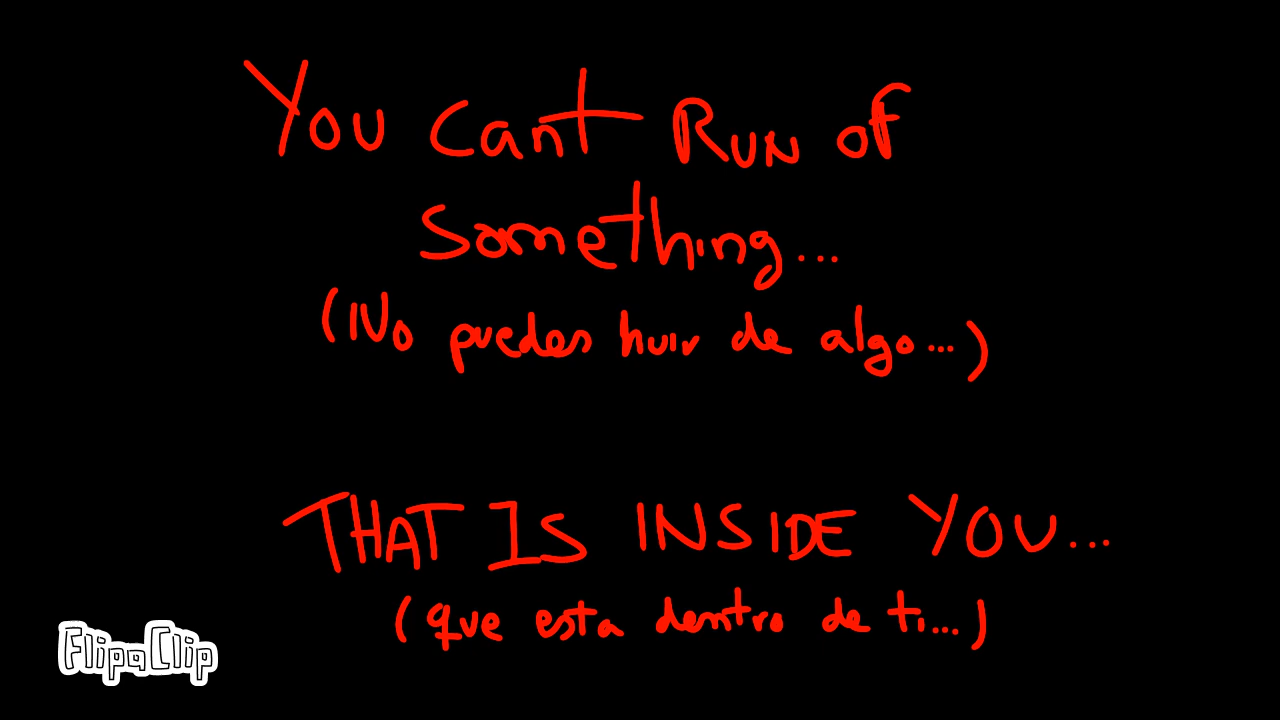 You cant Run of
something...
(No puedes huir de algo...)
THAT IS INSIDE YOU...
(que esta dentro de ti...)
FlipaClip